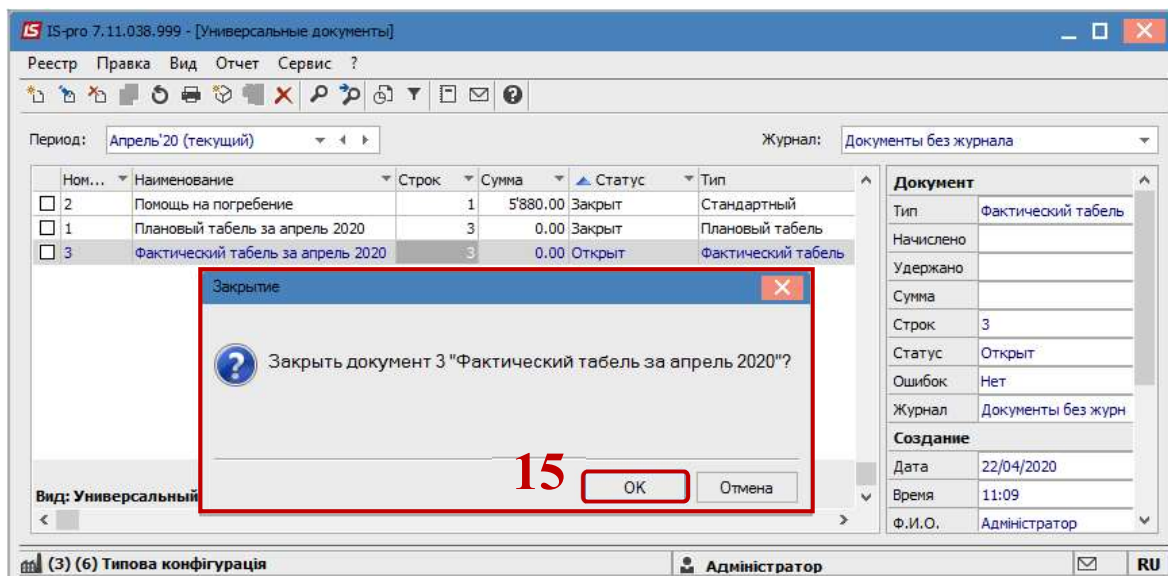 IS-pro 7.11.038.999 - [Универсальные документы]
Реестр Правка Вид Отчет Сервис ?
Период: Апрель'20 (текущий) Журнал: Документы без журнала
Ном... Наименование Строк Сумма Статус Тип
2 Помощь на погребение 1 5'880.00 Закрыт Стандартный
1 Плановый табель за апрель 2020 3 0.00 Закрыт Плановый табель
3 Фактический табель за апрель 2020 3 0.00 Открыт Фактический табель
Закрытие
Закрыть документ 3 "Фактический табель за апрель 2020"?
15
OK Отмена
Вид: Универсальный
Документ
Тип Фактический табель
Начислено
Удержано
Сумма
Строк 3
Статус Открыт
Ошибок Нет
Журнал Документы без журн
Создание
Дата 22/04/2020
Время 11:09
Ф.И.О. Адміністратор
(3) (6) Типова конфігурація Адміністратор RU